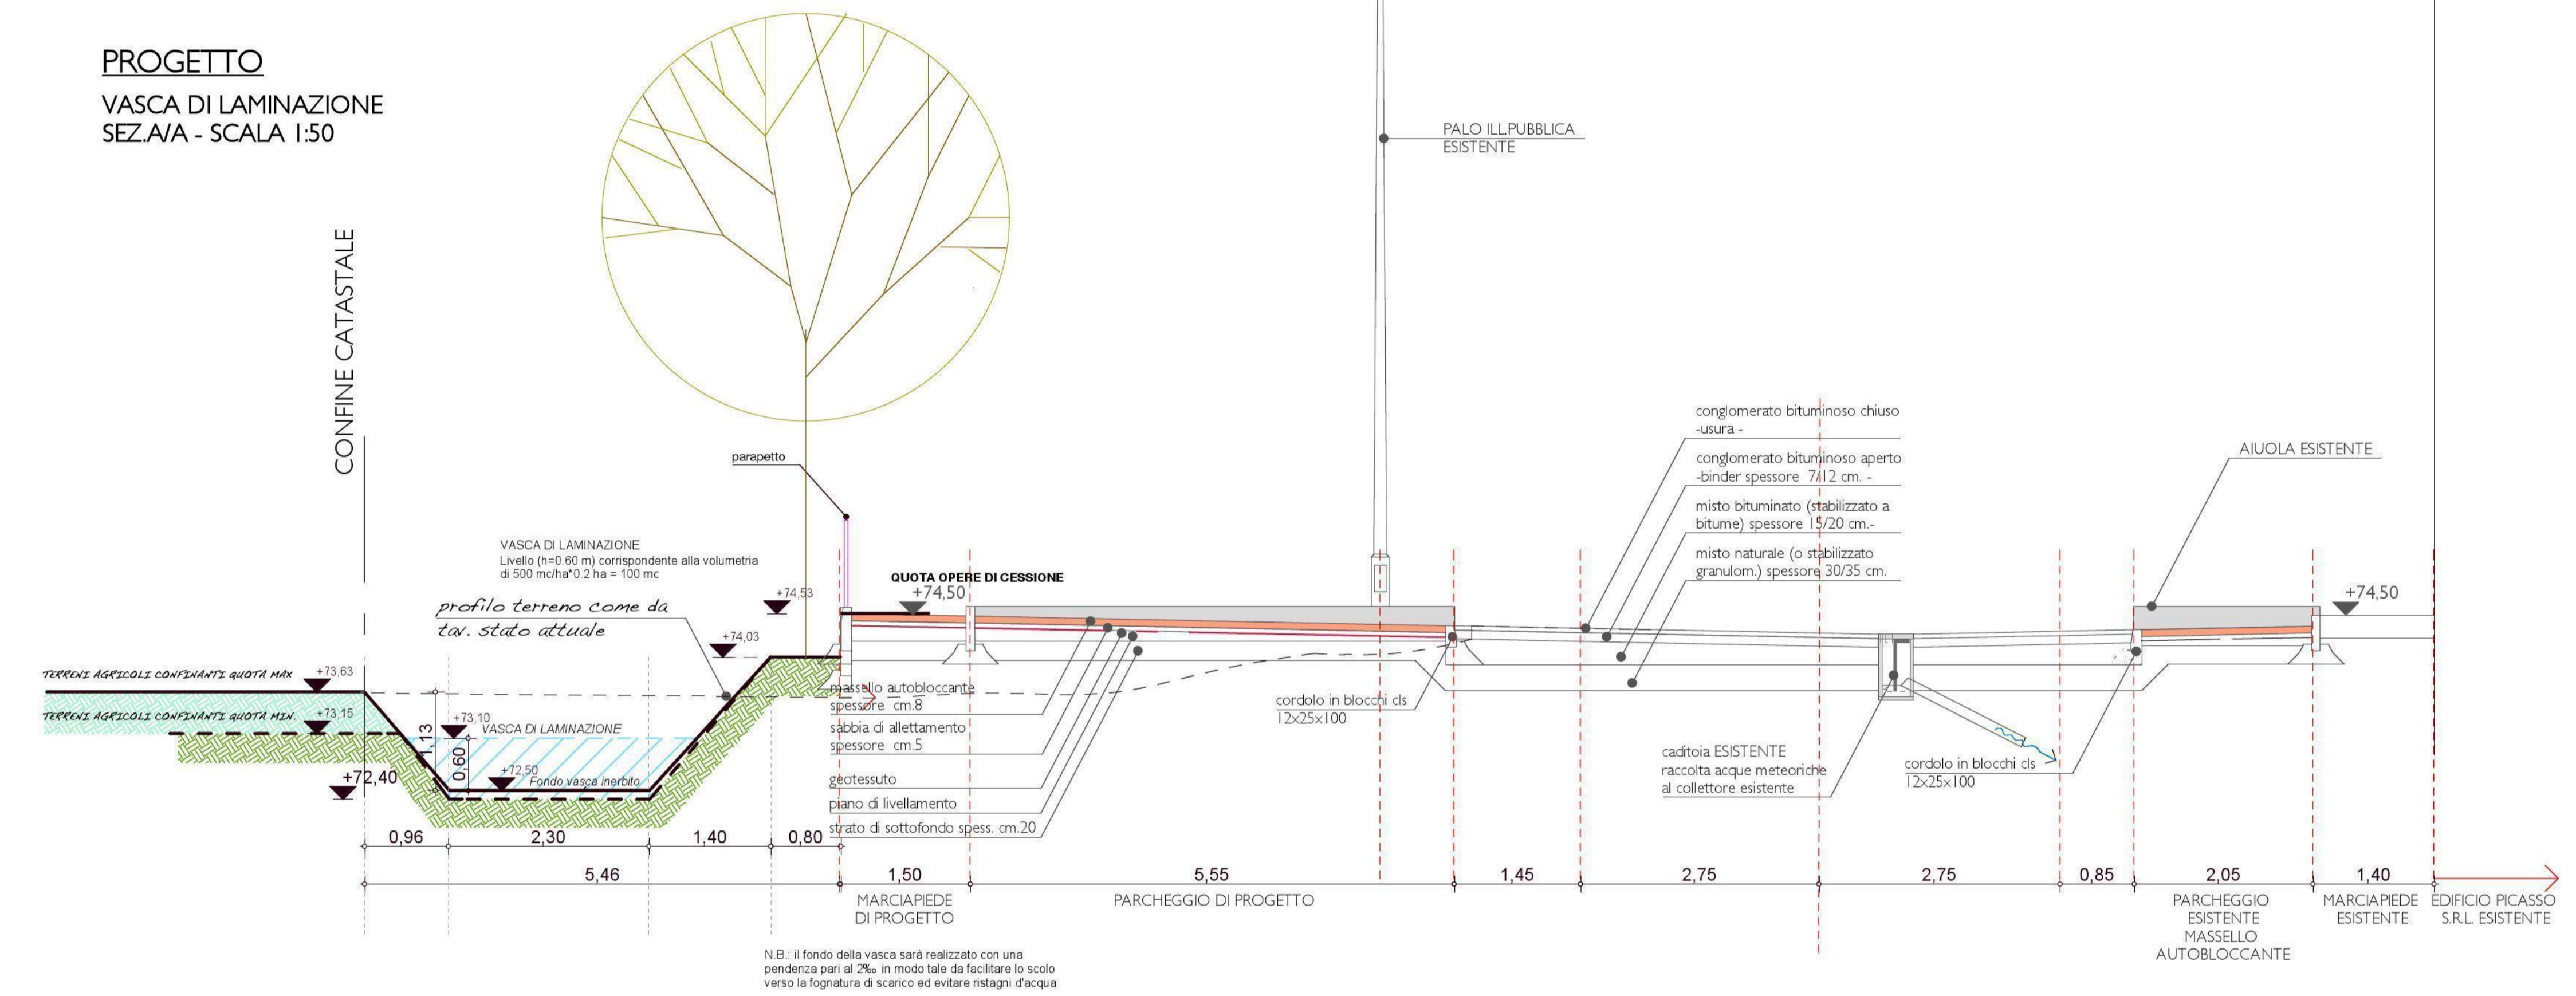 PROGETTO
VASCA DI LAMINAZIONE
SEZ.A/A - SCALA 1:50
CONFINE CATASTALE
PALO ILL.PUBBLICA
ESISTENTE
parapetto
conglomerato bituminoso chiuso
-usura -
conglomerato bituminoso aperto
-binder spessore 7/12 cm. -
misto bituminato (stabilizzato a
bitume) spessore 15/20 cm.-
misto naturale (o stabilizzato
granulom.) spessore 30/35 cm.
AIUOLA ESISTENTE
VASCA DI LAMINAZIONE
Livello (h=0.60 m) corrispondente alla volumetria
di 500 mc/ha*0.2 ha = 100 mc
profilo terreno come da
tav. stato attuale
+74,53
QUOTA OPERE DI CESSIONE
+74,50
+74,50
+74,03
TERRENI AGRICOLI CONFINANTI QUOTA MAX
+73,63
TERRENI AGRICOLI CONFINANTI QUOTA MIN.
+73,15
+73,10
VASCA DI LAMINAZIONE
1,13
0,60
+72,50
Fondo vasca inerbito
+72,40
massello autobloccante
spessore cm.8
sabbia di allettamento
spessore cm.5
geotessuto
piano di livellamento
strato di sottofondo spess. cm.20
cordolo in blocchi cls
12x25x100
caditoia ESISTENTE
raccolta acque meteoriche
al collettore esistente
cordolo in blocchi cls
12x25x100
0,96
2,30
1,40
0,80
5,46
1,50
5,55
1,45
2,75
2,75
0,85
2,05
1,40
MARCIAPIEDE
DI PROGETTO
PARCHEGGIO DI PROGETTO
PARCHEGGIO
ESISTENTE
MASSELLO
AUTOBLOCCANTE
MARCIAPIEDE
ESISTENTE
EDIFICIO PICASSO
S.R.L. ESISTENTE
N.B.: il fondo della vasca sarà realizzato con una
pendenza pari al 2‰ in modo tale da facilitare lo scolo
verso la fognatura di scarico ed evitare ristagni d'acqua